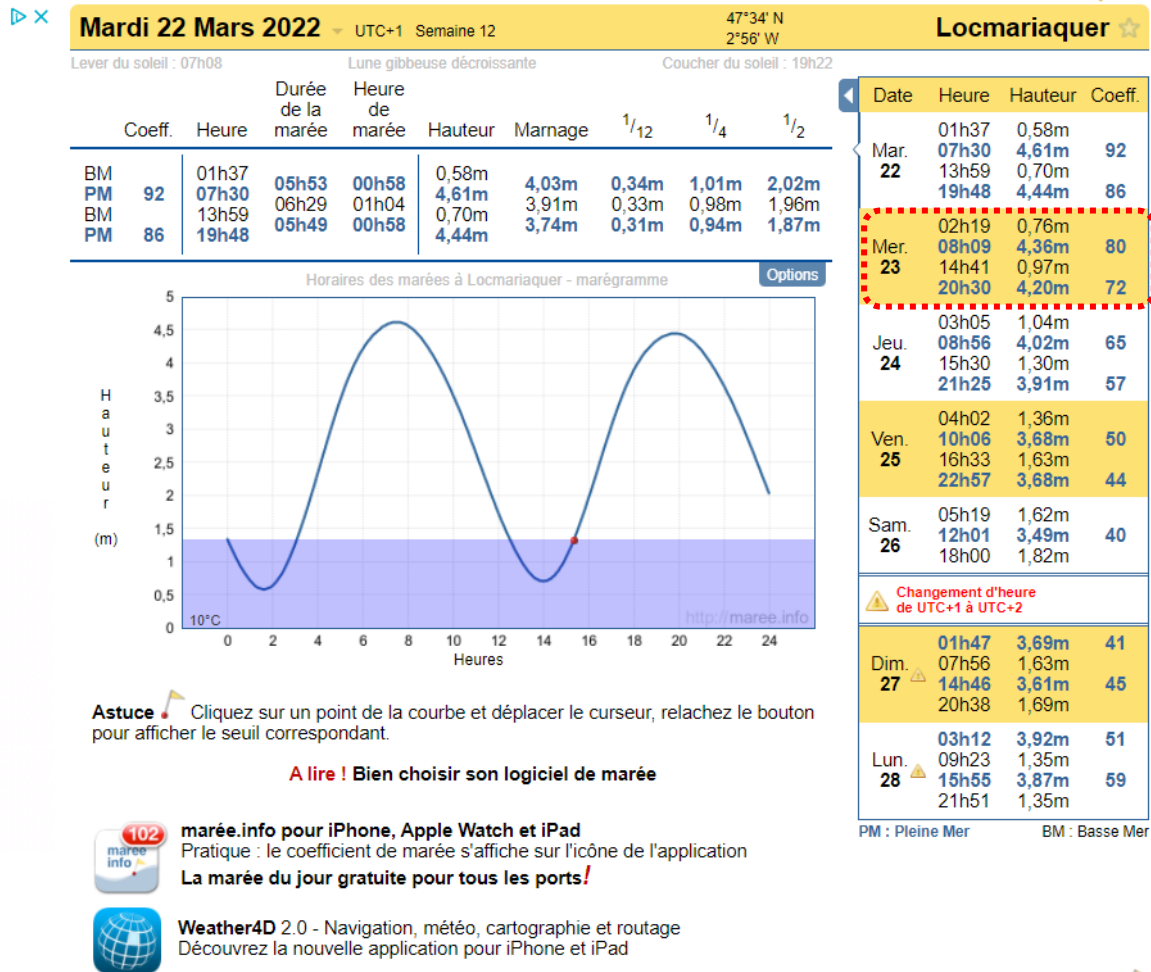 Mardi 22 Mars 2022 UTC+1 Semaine 12 47°34' N
2°56' W
Locmariaquer
Lever du soleil : 07h08 Lune gibbeuse décroissante Coucher du soleil : 19h22
Coeff. Heure Durée de la marée Heure de marée Hauteur Marnage 1/12 1/4 1/2
BM 01h37 0,58m
PM 92 07h30 05h53 00h58 4,61m 4,03m 0,34m 1,01m 2,02m
BM 13h59 06h29 01h04 0,70m 3,91m 0,33m 0,98m 1,96m
PM 86 19h48 05h49 00h58 4,44m 3,74m 0,31m 0,94m 1,87m
Horaires des marées à Locmariaquer - marégramme
Options
5
4,5
4
3,5
3
2,5
2
1,5
1
0,5
0
Hauteur
(m)
10°C
http://maree.info
0 2 4 6 8 10 12 14 16 18 20 22 24
Heures
Astuce Cliquez sur un point de la courbe et déplacer le curseur, relachez le bouton
pour afficher le seuil correspondant.
A lire ! Bien choisir son logiciel de marée
102
maree
info
marée.info pour iPhone, Apple Watch et iPad
Pratique : le coefficient de marée s'affiche sur l'icône de l'application
La marée du jour gratuite pour tous les ports!
Weather4D 2.0 - Navigation, météo, cartographie et routage
Découvrez la nouvelle application pour iPhone et iPad
Date Heure Hauteur Coeff.
Mar.
22
01h37 0,58m
07h30 4,61m 92
13h59 0,70m
19h48 4,44m 86
Mer.
23
02h19 0,76m
08h09 4,36m 80
14h41 0,97m
20h30 4,20m 72
Jeu.
24
03h05 1,04m
08h56 4,02m 65
15h30 1,30m
21h25 3,91m 57
Ven.
25
04h02 1,36m
10h06 3,68m 50
16h33 1,63m
22h57 3,68m 44
Sam.
26
05h19 1,62m
12h01 3,49m 40
18h00 1,82m
Changement d'heure
de UTC+1 à UTC+2
Dim.
27
01h47 3,69m 41
07h56 1,63m
14h46 3,61m 45
20h38 1,69m
Lun.
28
03h12 3,92m 51
09h23 1,35m
15h55 3,87m 59
21h51 1,35m
PM : Pleine Mer BM : Basse Mer